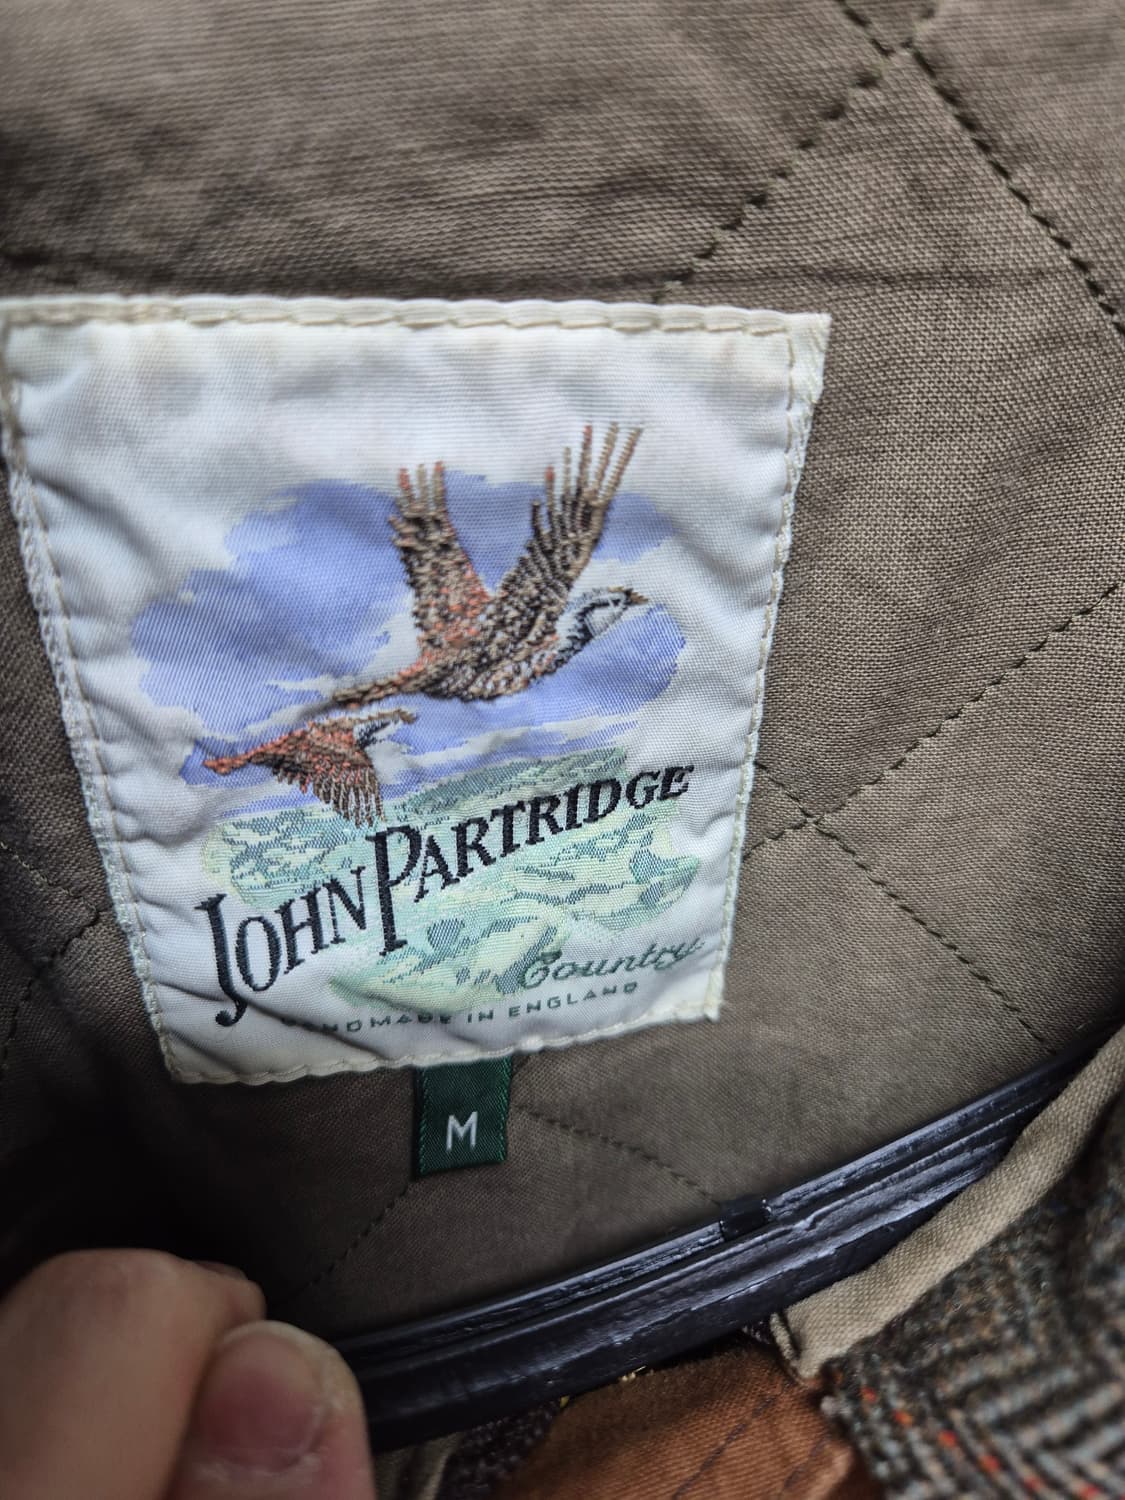 JOHN PARTRIDGE
Country
HANDMADE IN ENGLAND
M